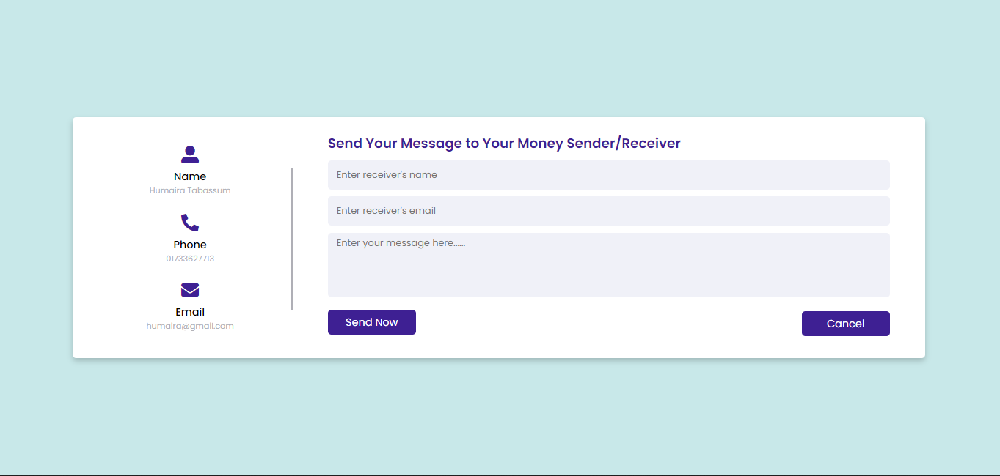 Name
Humaira Tabassum
Phone
01733627713
Email
humaira@gmail.com
Send Your Message to Your Money Sender/Receiver
Enter receiver's name
Enter receiver's email
Enter your message here......
Send Now
Cancel